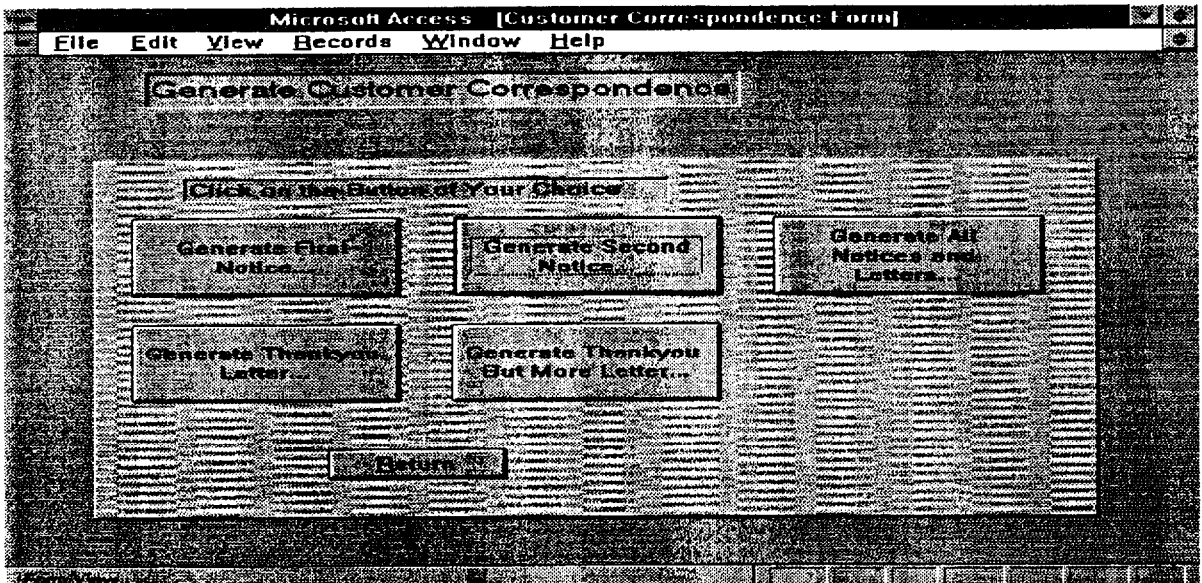 Microsoft Access - [Customer Correspondence Form]
File Edit View Records Window Help
Generate Customer Correspondence
Click on the Button of Your Choice
Generate First
Notice...
Generate Second
Notice...
Generate All
Notices and
Letters...
Generate Thankyou
Letter...
Generate Thankyou
But More Letter...
Return